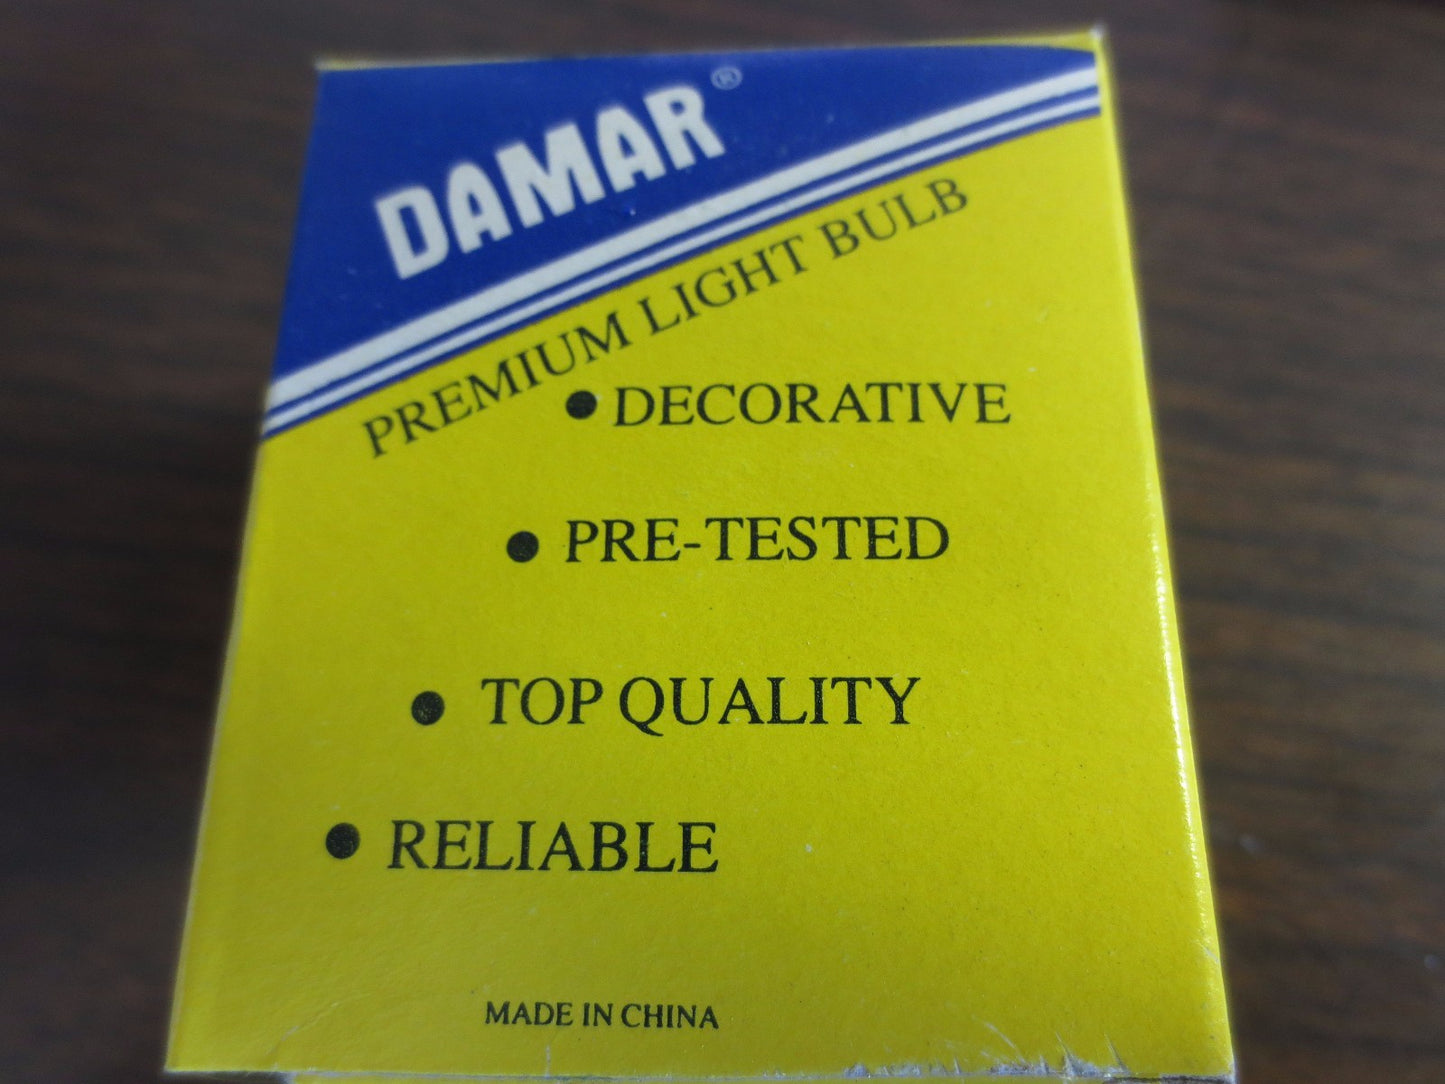 DAMAR®
PREMIUM LIGHT BULB
● DECORATIVE
● PRE-TESTED
● TOP QUALITY
● RELIABLE
MADE IN CHINA